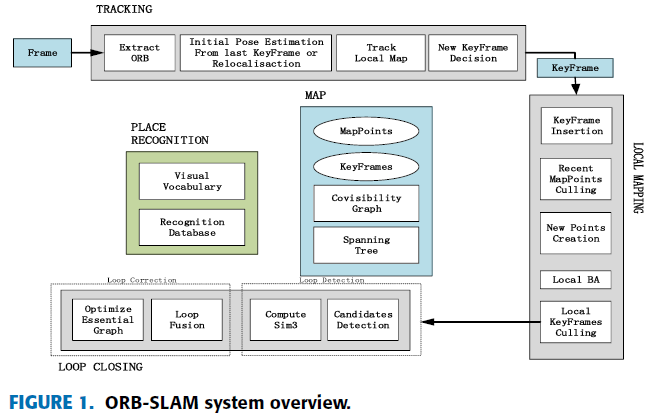 TRACKING
Frame
Extract
ORB
Initial Pose Estimation
From last KeyFrame or
Relocalisaction
Track
Local Map
New KeyFrame
Decision
KeyFrame
MAP
MapPoints
KeyFrames
Covisibility
Graph
Spanning
Tree
PLACE
RECOGNITION
Visual
Vocabulary
Recognition
Database
LOCAL MAPPING
KeyFrame
Insertion
Recent
MapPoints
Culling
New Points
Creation
Local BA
Local
KeyFrames
Culling
Loop Correction
Loop Detection
Optimize
Essential
Graph
Loop
Fusion
Compute
Sim3
Candidates
Detection
LOOP CLOSING
FIGURE 1. ORB-SLAM system overview.